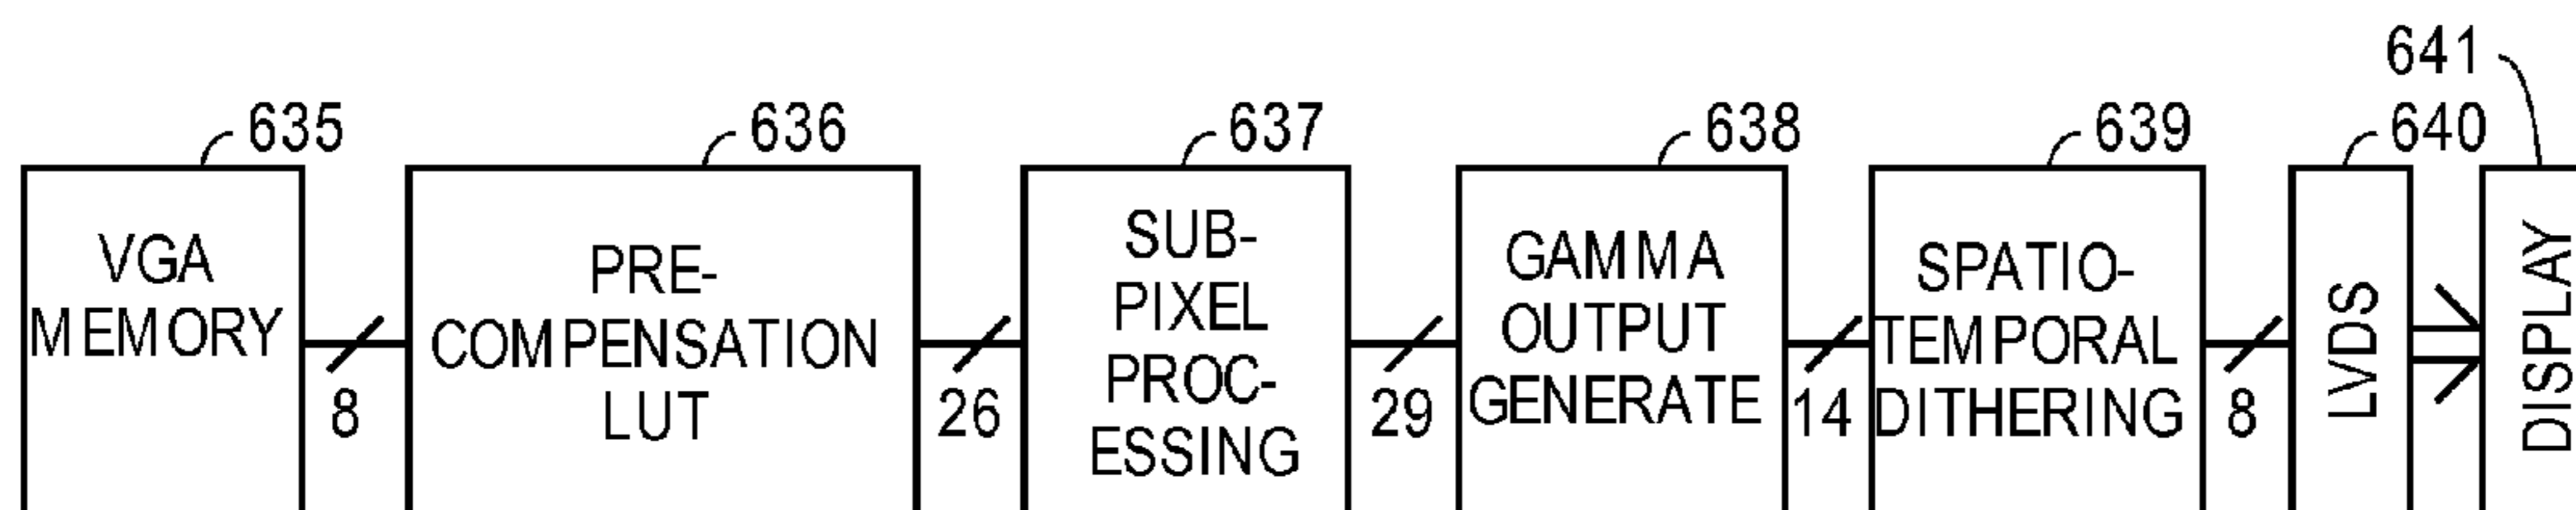 641
635
636
637
638
639
640
VGA
MEMORY
8
PRE-
COMPENSATION
LUT
26
SUB-
PIXEL
PROC-
ESSING
29
GAMMA
OUTPUT
GENERATE
14
SPATIO-
TEMPORAL
DITHERING
8
LVDS
DISPLAY